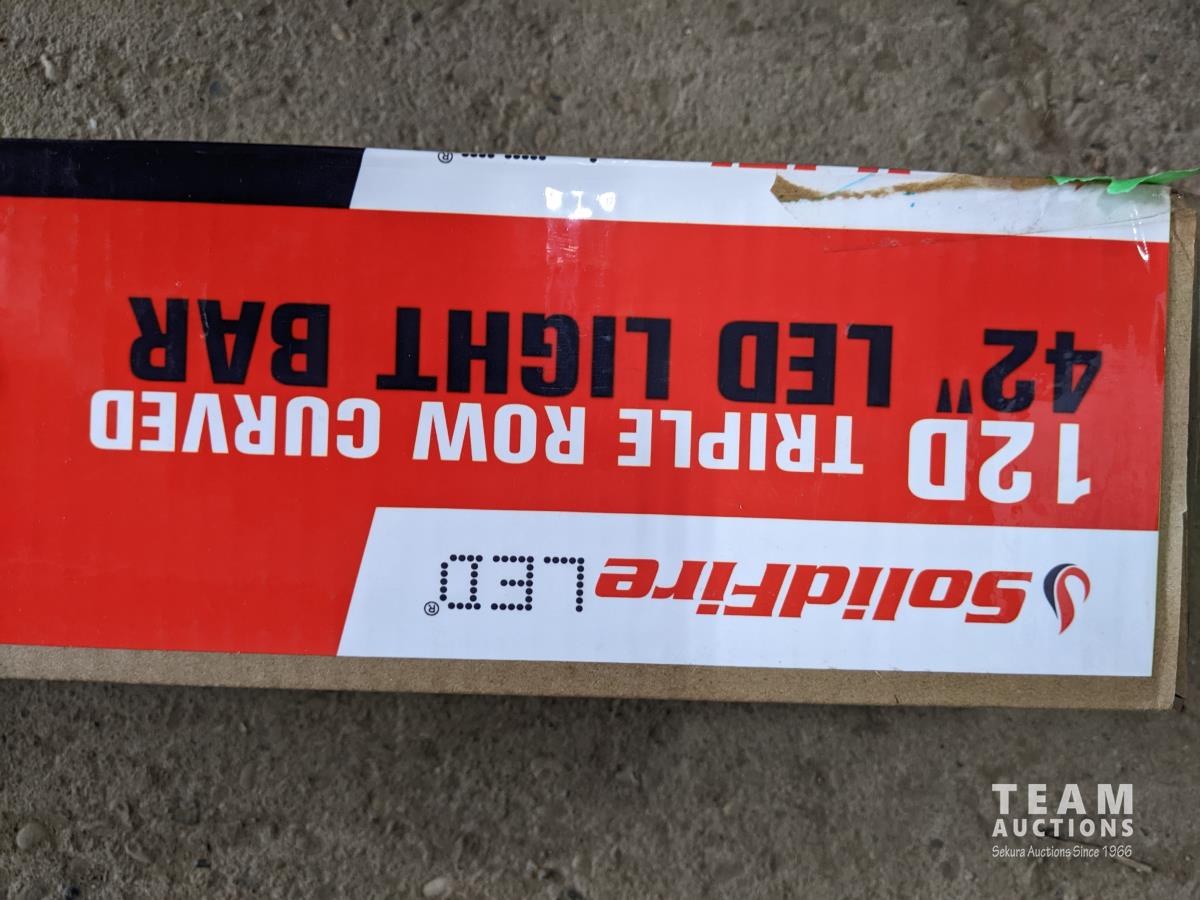 SolidFire LED®
12D TRIPLE ROW CURVED
42" LED LIGHT BAR
TEAM
AUCTIONS
Sekura Auctions Since 1966